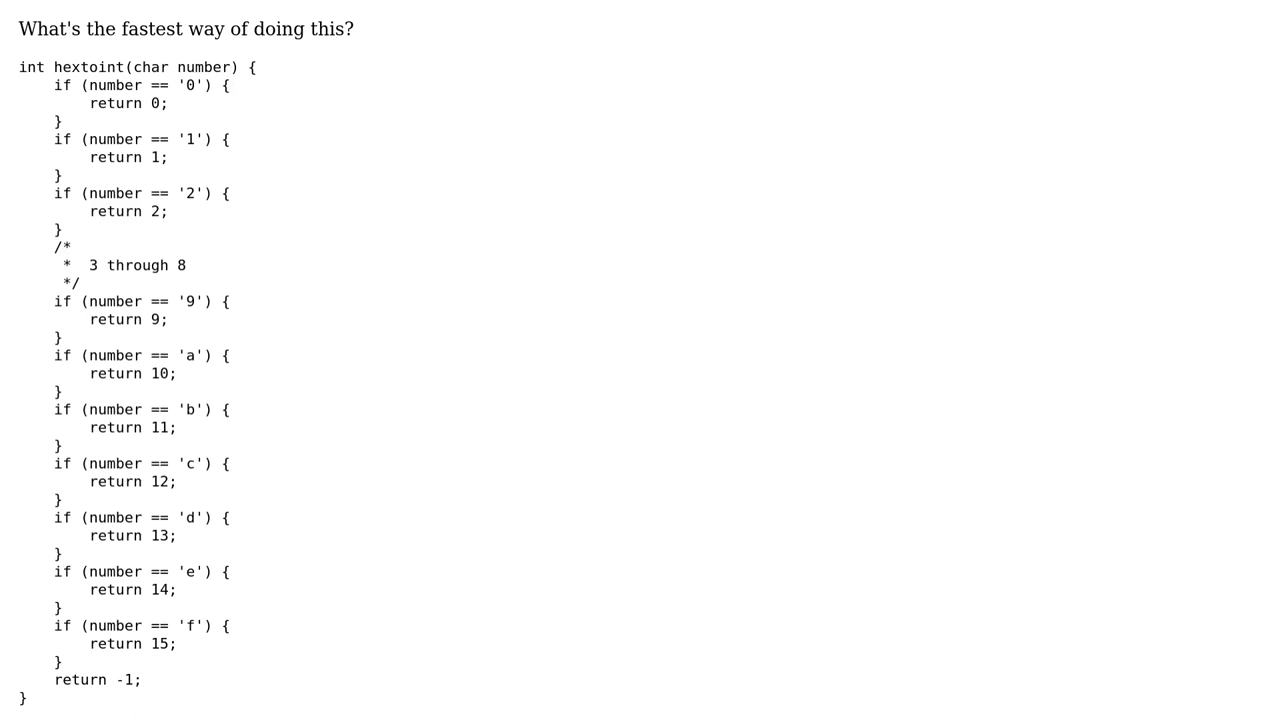 What's the fastest way of doing this?
int hextoint(char number) {
    if (number == '0') {
        return 0;
    }
    if (number == '1') {
        return 1;
    }
    if (number == '2') {
        return 2;
    }
    /*
     *  3 through 8
     */
    if (number == '9') {
        return 9;
    }
    if (number == 'a') {
        return 10;
    }
    if (number == 'b') {
        return 11;
    }
    if (number == 'c') {
        return 12;
    }
    if (number == 'd') {
        return 13;
    }
    if (number == 'e') {
        return 14;
    }
    if (number == 'f') {
        return 15;
    }
    return -1;
}